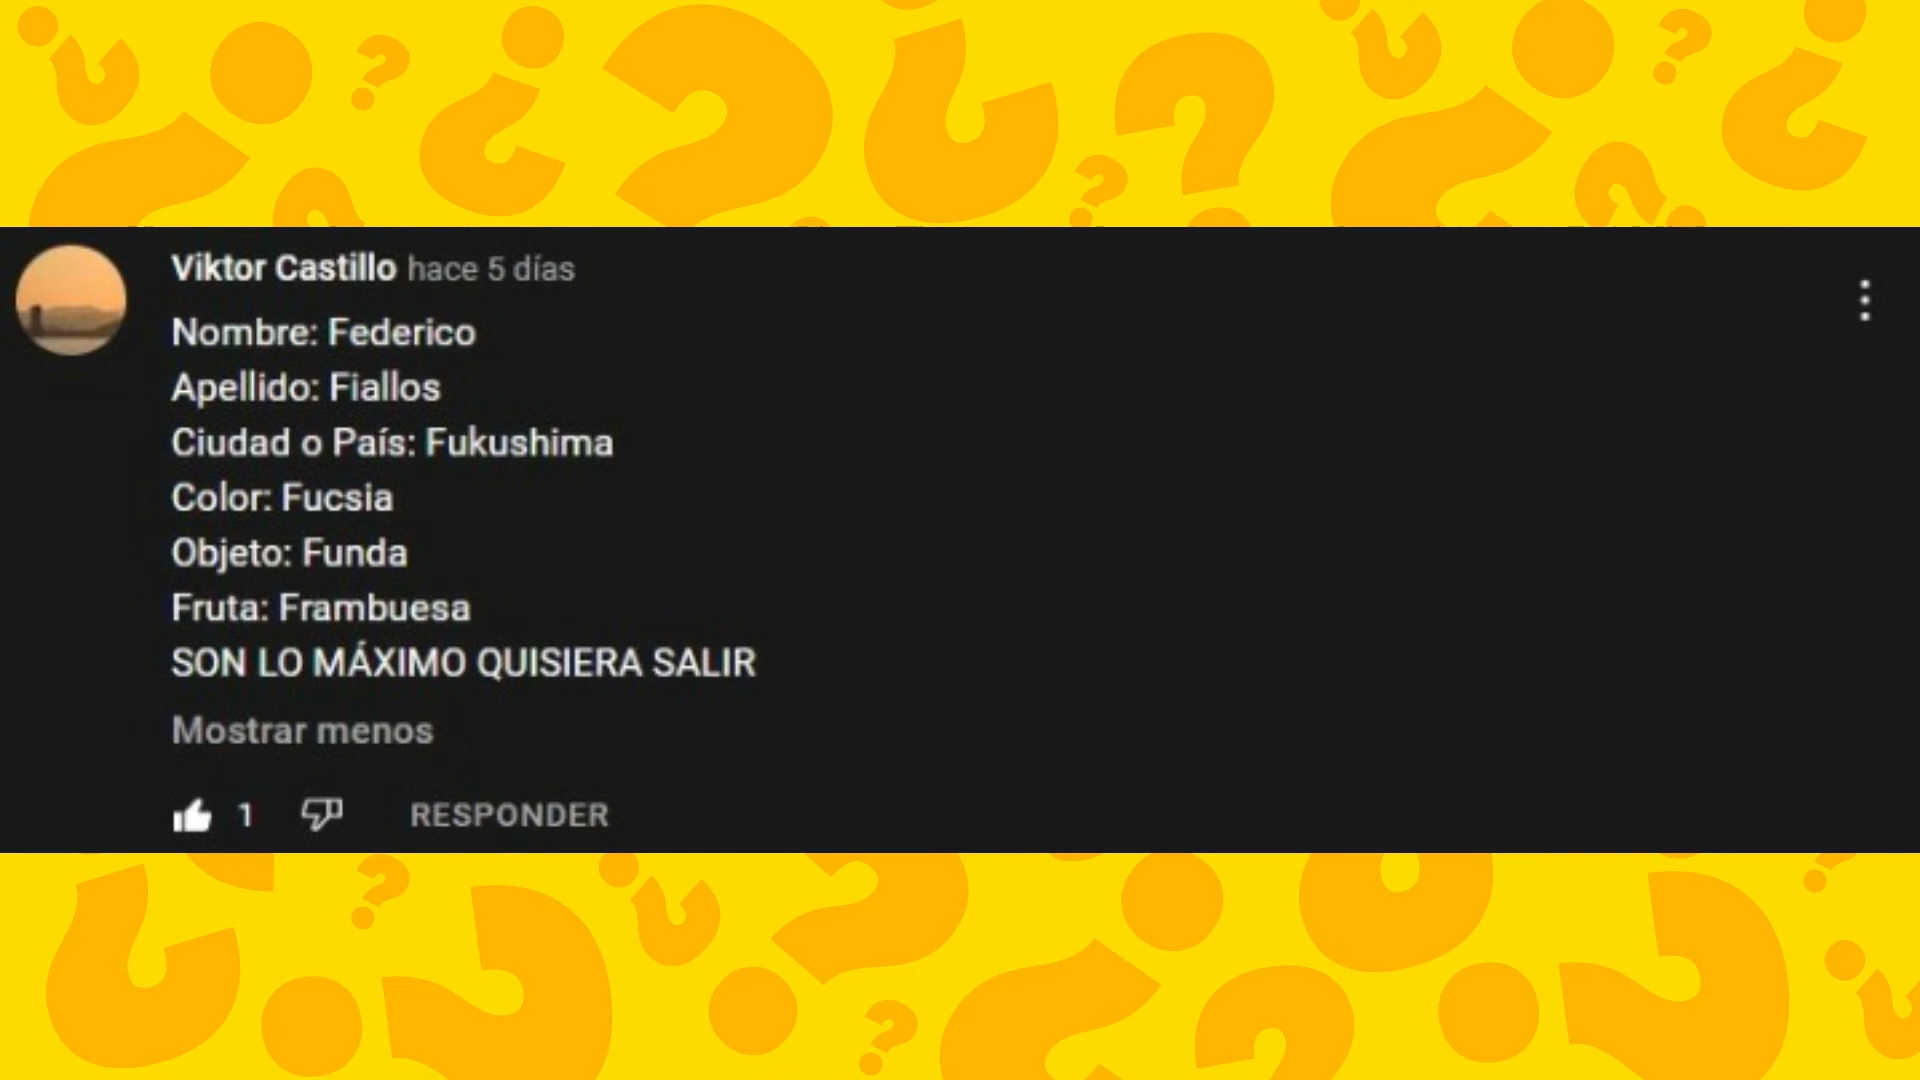 Viktor Castillo hace 5 días
Nombre: Federico
Apellido: Fiallos
Ciudad o País: Fukushima
Color: Fucsia
Objeto: Funda
Fruta: Frambuesa
SON LO MÁXIMO QUISIERA SALIR
Mostrar menos
1 RESPONDER